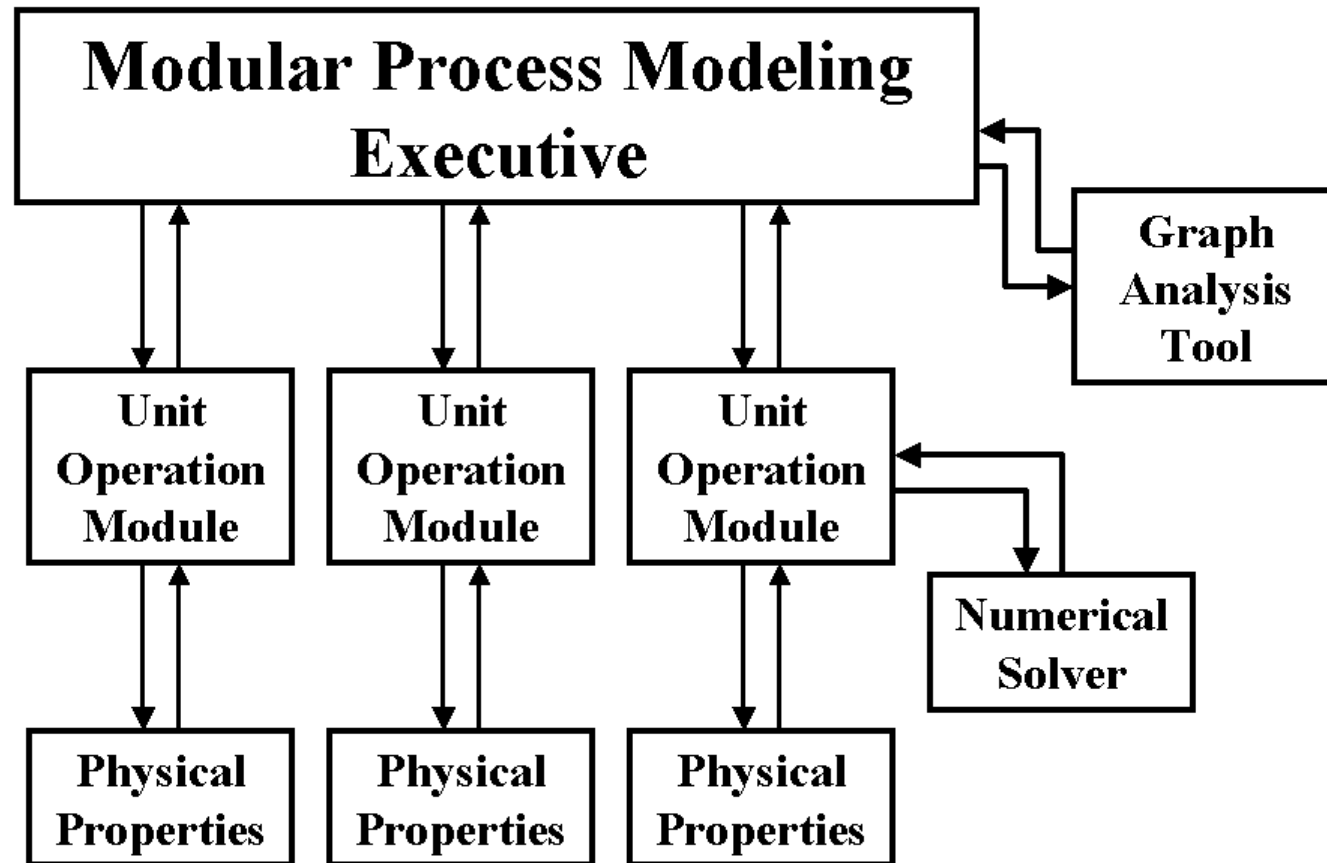 Modular Process Modeling
Executive
Graph
Analysis
Tool
Unit
Operation
Module
Unit
Operation
Module
Unit
Operation
Module
Numerical
Solver
Physical
Properties
Physical
Properties
Physical
Properties